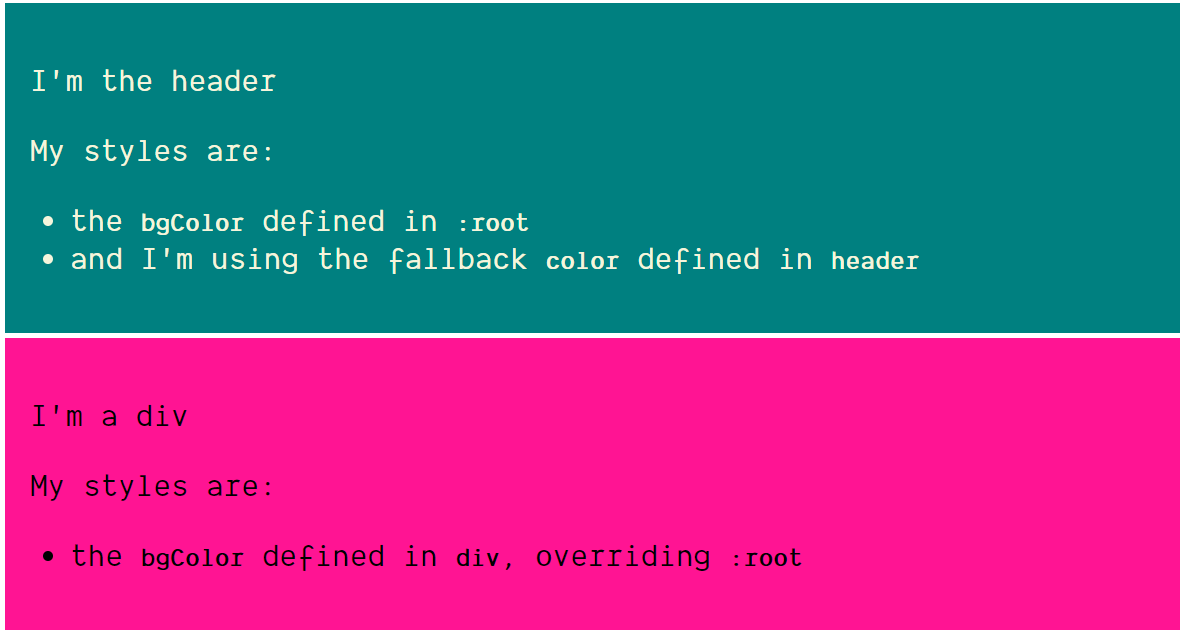 I'm the header
My styles are:
the bgColor defined in :root
and I'm using the fallback color defined in header
I'm a div
My styles are:
the bgColor defined in div, overriding :root